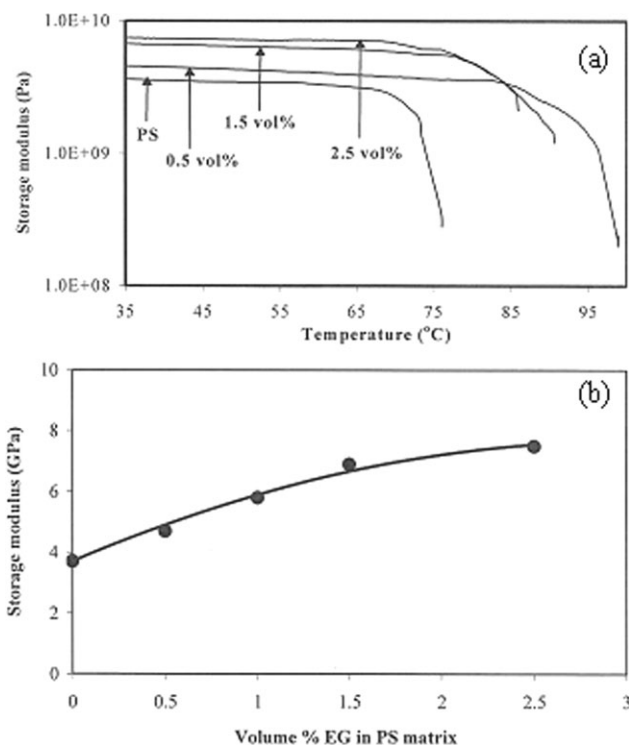 1.0E+10
(a)
Storage modulus (Pa)
1.0E+09
1.0E+08
PS
0.5 vol%
1.5 vol%
2.5 vol%
35 45 55 65 75 85 95
Temperature (°C)
10
(b)
8
6
4
2
0
Storage modulus (GPa)
0 0.5 1 1.5 2 2.5 3
Volume % EG in PS matrix